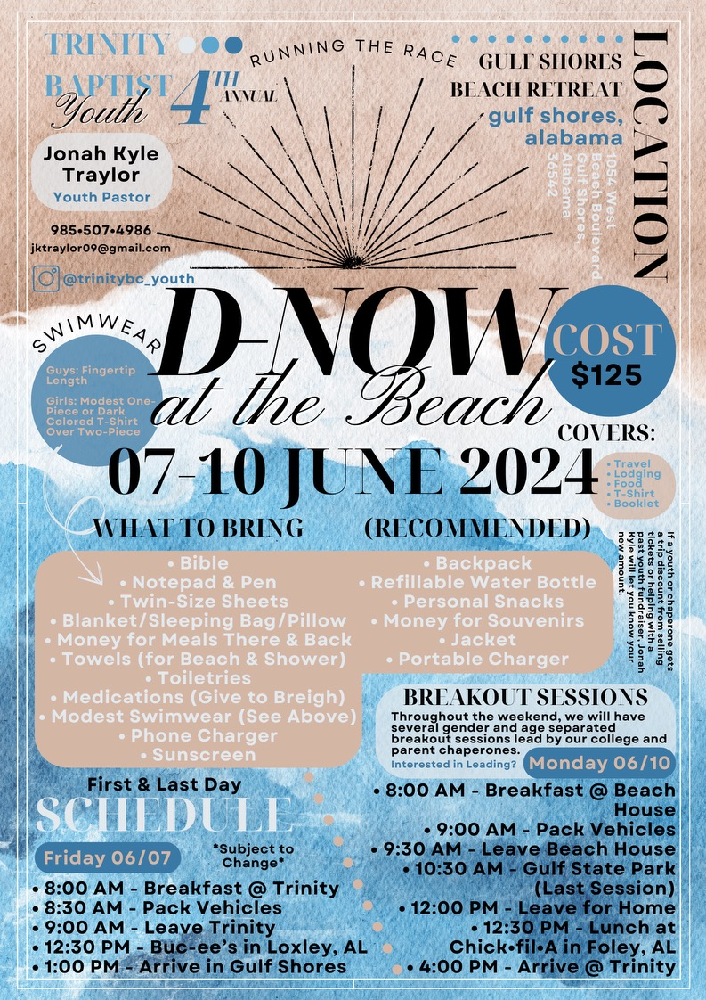 TRINITY
BAPTIST
Youth
4TH
ANNUAL
RUNNING THE RACE
GULF SHORES
BEACH RETREAT
gulf shores,
alabama
1054 West
Beach Boulevard
Gulf Shores,
Alabama
36542
LOCATION
Jonah Kyle
Traylor
Youth Pastor
985•507•4986
jktraylor09@gmail.com
@trinitybc_youth
D-NOW
at the Beach
07-10 JUNE 2024
SWIMWEAR
Guys: Fingertip
Length
Girls: Modest One-
Piece or Dark
Colored T-Shirt
Over Two-Piece
COST
$125
COVERS:
• Travel
• Lodging
• Food
• T-Shirt
• Booklet
If a youth or chaperone gets
a trip discount from selling
tickets or helping with a
past youth fundraiser, Jonah
Kyle will let you know your
new amount.
WHAT TO BRING
• Bible
• Notepad & Pen
• Twin-Size Sheets
• Blanket/Sleeping Bag/Pillow
• Money for Meals There & Back
• Towels (for Beach & Shower)
• Toiletries
• Medications (Give to Breigh)
• Modest Swimwear (See Above)
• Phone Charger
• Sunscreen
(RECOMMENDED)
• Backpack
• Refillable Water Bottle
• Personal Snacks
• Money for Souvenirs
• Jacket
• Portable Charger
BREAKOUT SESSIONS
Throughout the weekend, we will have
several gender and age separated
breakout sessions lead by our college and
parent chaperones.
Interested in Leading?
First & Last Day
SCHEDULE
*Subject to
Change*
Friday 06/07
• 8:00 AM - Breakfast @ Trinity
• 8:30 AM - Pack Vehicles
• 9:00 AM - Leave Trinity
• 12:30 PM - Buc-ee's in Loxley, AL
• 1:00 PM - Arrive in Gulf Shores
Monday 06/10
• 8:00 AM - Breakfast @ Beach
House
• 9:00 AM - Pack Vehicles
• 9:30 AM - Leave Beach House
• 10:30 AM - Gulf State Park
(Last Session)
• 12:00 PM - Leave for Home
• 12:30 PM - Lunch at
Chick•fil•A in Foley, AL
• 4:00 PM - Arrive @ Trinity